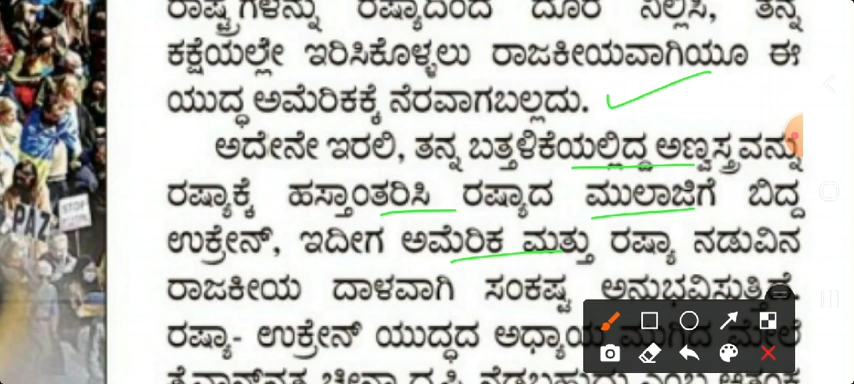 ರಾಷ್ಟ್ರಗಳನ್ನು ರಷ್ಯಾದಿಂದ ದೂರ ನಿಲ್ಲಿಸಿ, ತನ್ನ
ಕಕ್ಷೆಯಲ್ಲೇ ಇರಿಸಿಕೊಳ್ಳಲು ರಾಜಕೀಯವಾಗಿಯೂ ಈ
ಯುದ್ಧ ಅಮೆರಿಕಕ್ಕೆ ನೆರವಾಗಬಲ್ಲದು.
ಅದೇನೇ ಇರಲಿ, ತನ್ನ ಬತ್ತಳಿಕೆಯಲ್ಲಿದ್ದ ಅಣ್ವಸ್ತ್ರವನ್ನು
ರಷ್ಯಾಕ್ಕೆ ಹಸ್ತಾಂತರಿಸಿ ರಷ್ಯಾದ ಮುಲಾಜಿಗೆ ಬಿದ್ದ
ಉಕ್ರೇನ್, ಇದೀಗ ಅಮೆರಿಕ ಮತ್ತು ರಷ್ಯಾ ನಡುವಿನ
ರಾಜಕೀಯ ದಾಳವಾಗಿ ಸಂಕಷ್ಟ ಅನುಭವಿಸುತ್ತಿದೆ.
ರಷ್ಯಾ- ಉಕ್ರೇನ್ ಯುದ್ಧದ ಅಧ್ಯಾಯ ಮುಗಿದ ಮೇಲೆ
PAZ
STOP